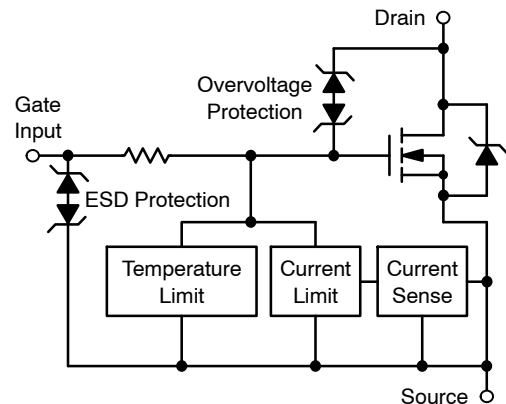 Drain
Overvoltage
Protection
Gate
Input
ESD Protection
Temperature
Limit
Current
Limit
Current
Sense
Source